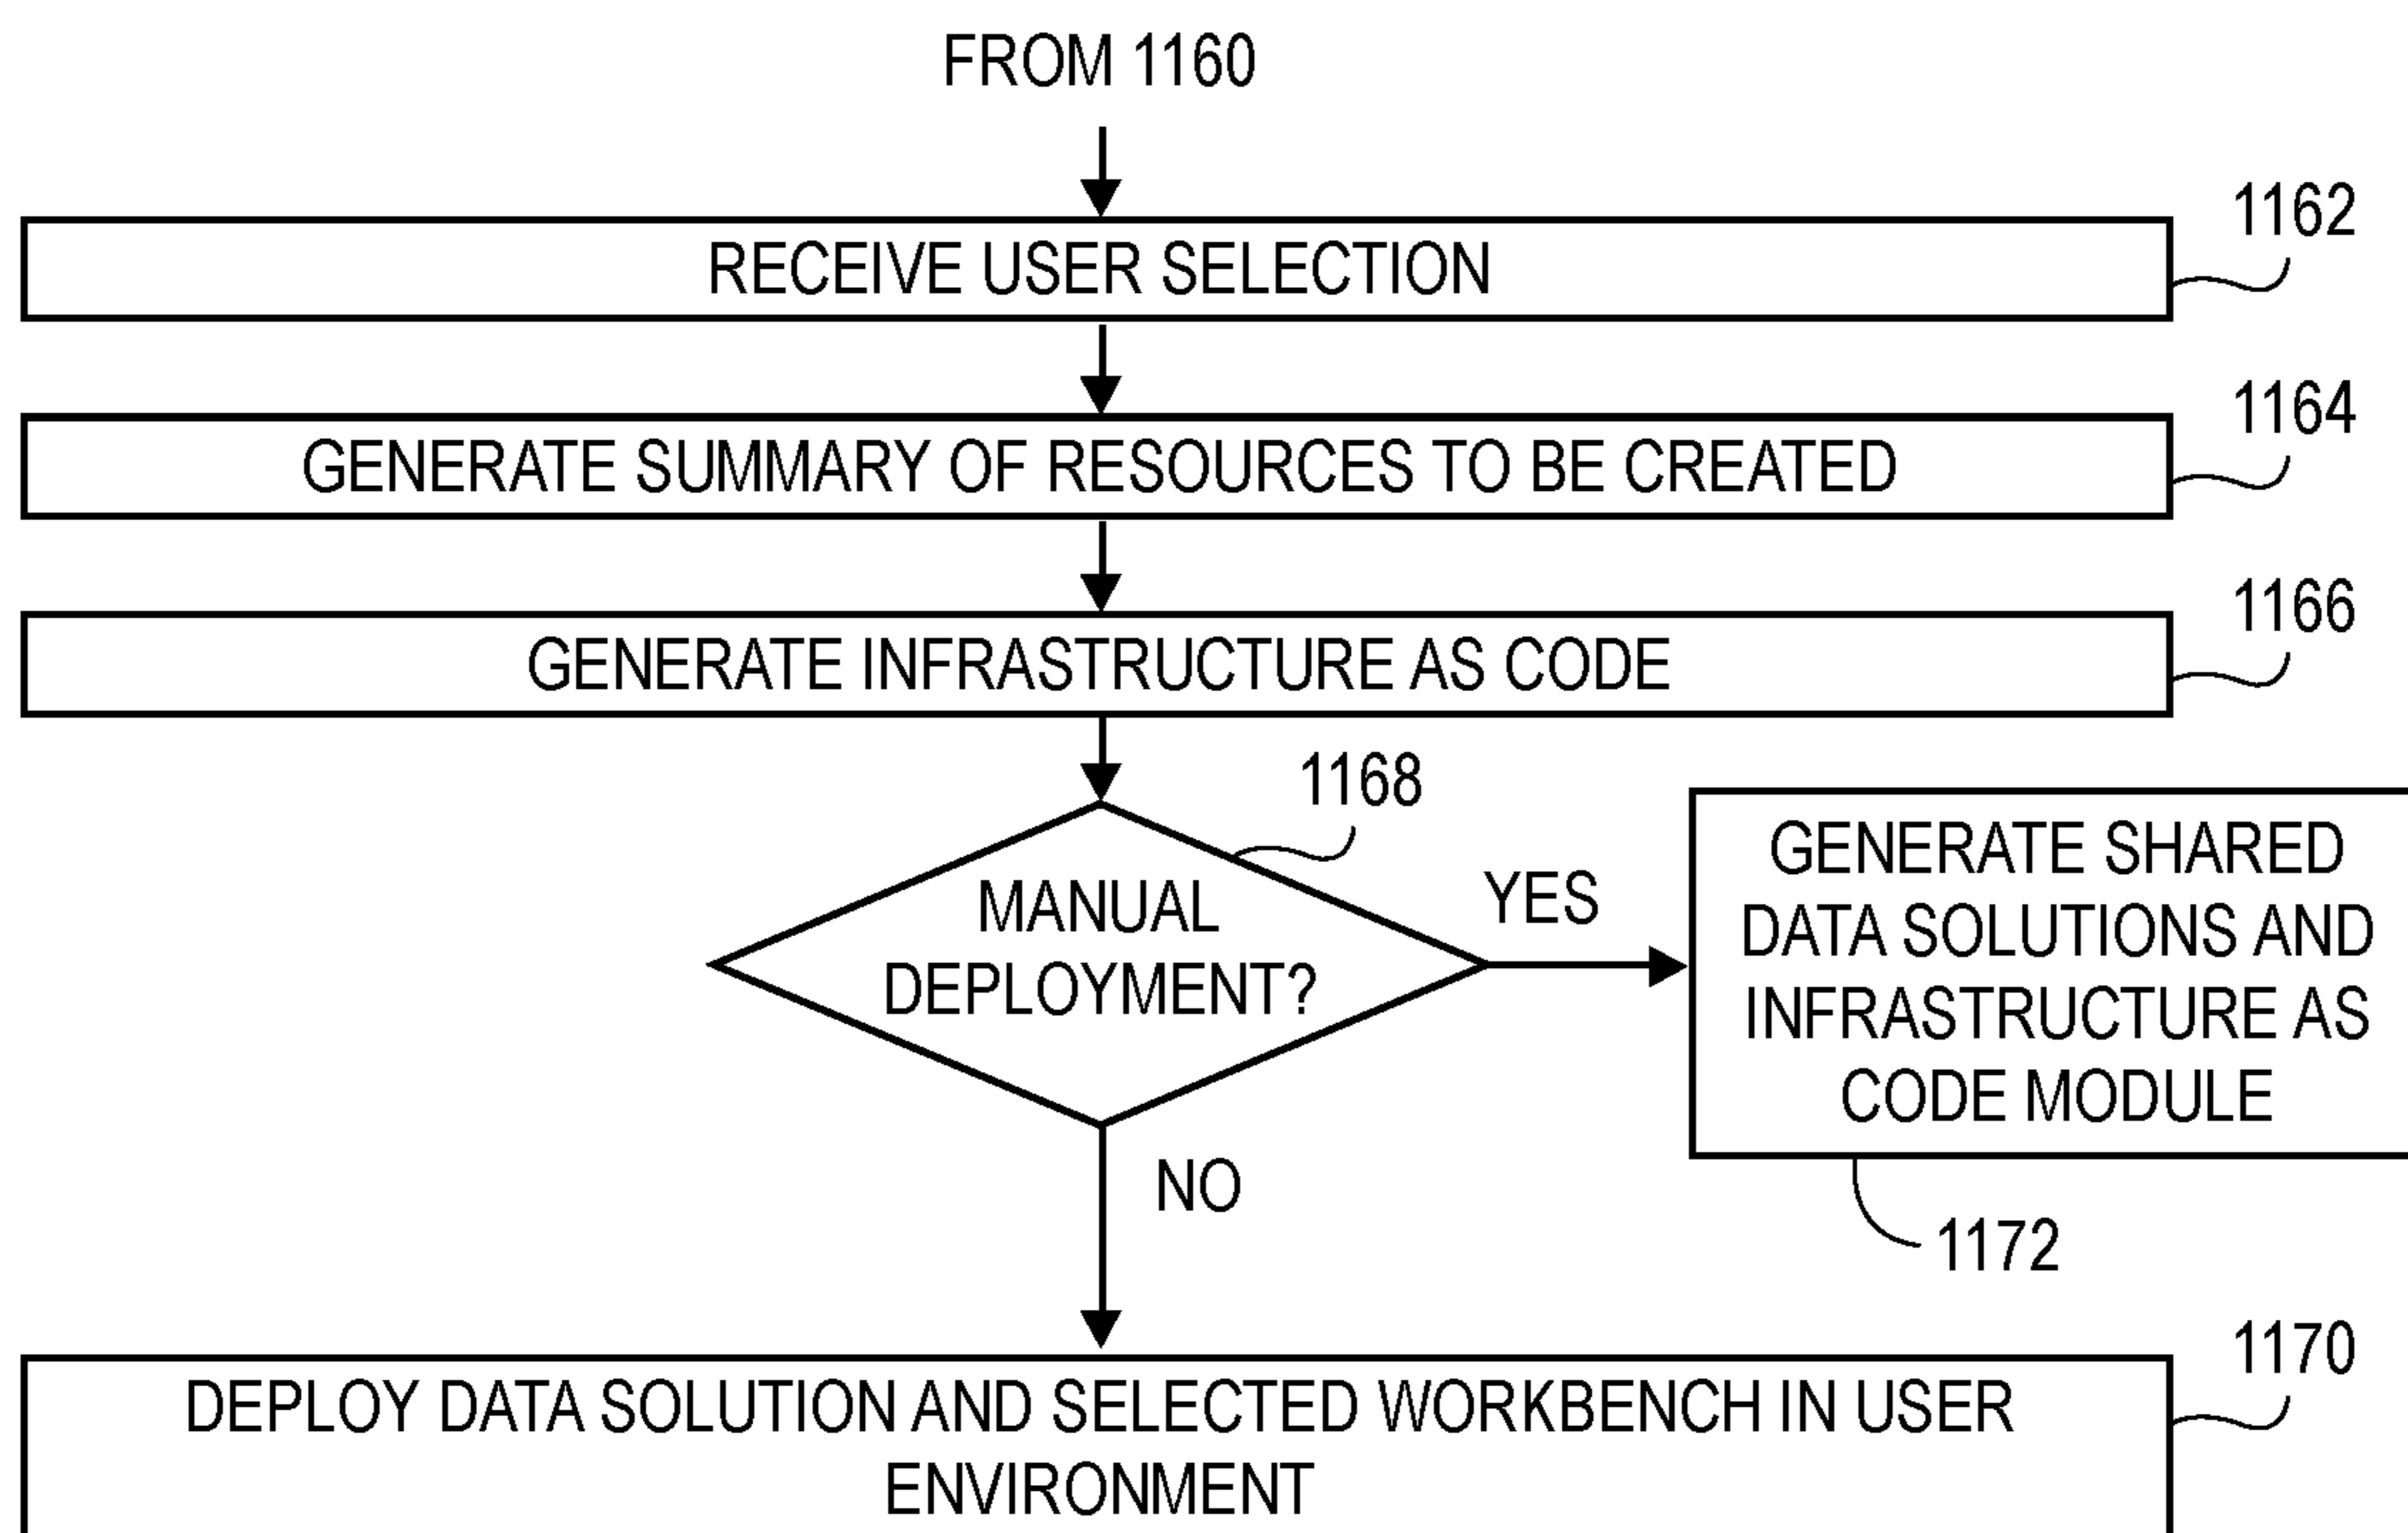 FROM 1160
1162
RECEIVE USER SELECTION
1164
GENERATE SUMMARY OF RESOURCES TO BE CREATED
1166
GENERATE INFRASTRUCTURE AS CODE
1168
MANUAL
DEPLOYMENT?
YES
GENERATE SHARED
DATA SOLUTIONS AND
INFRASTRUCTURE AS
CODE MODULE
1172
NO
1170
DEPLOY DATA SOLUTION AND SELECTED WORKBENCH IN USER
ENVIRONMENT